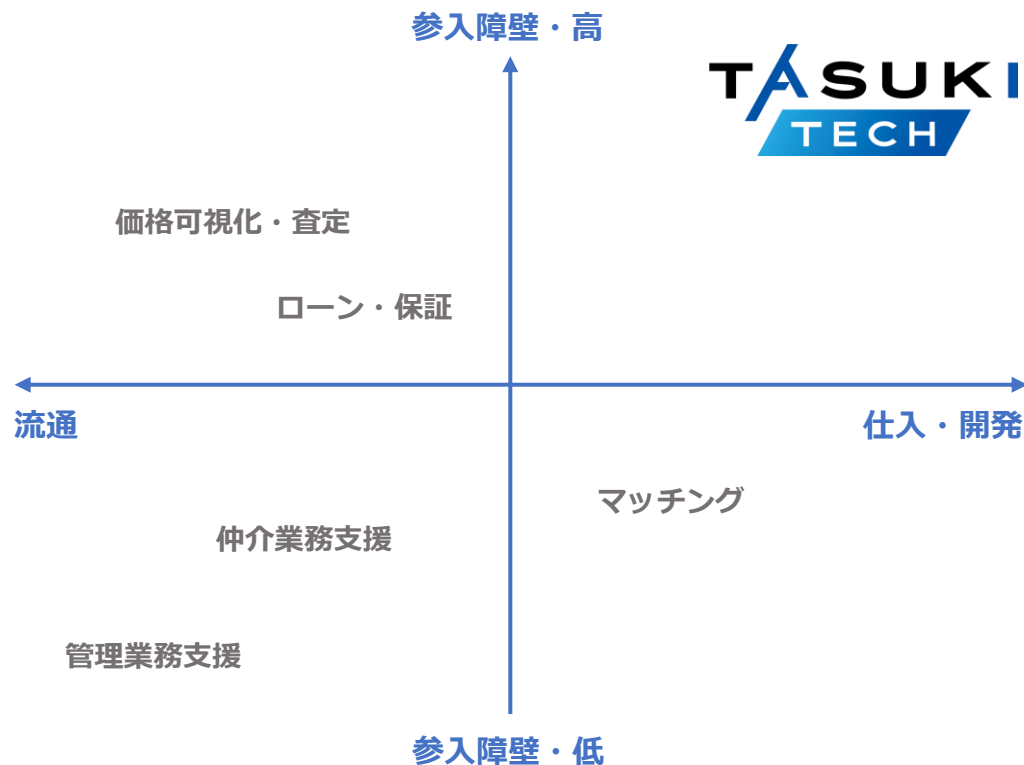 参入障壁・高
TASUKI
TECH
価格可視化・査定
ローン・保証
流通
仕入・開発
マッチング
仲介業務支援
管理業務支援
参入障壁・低